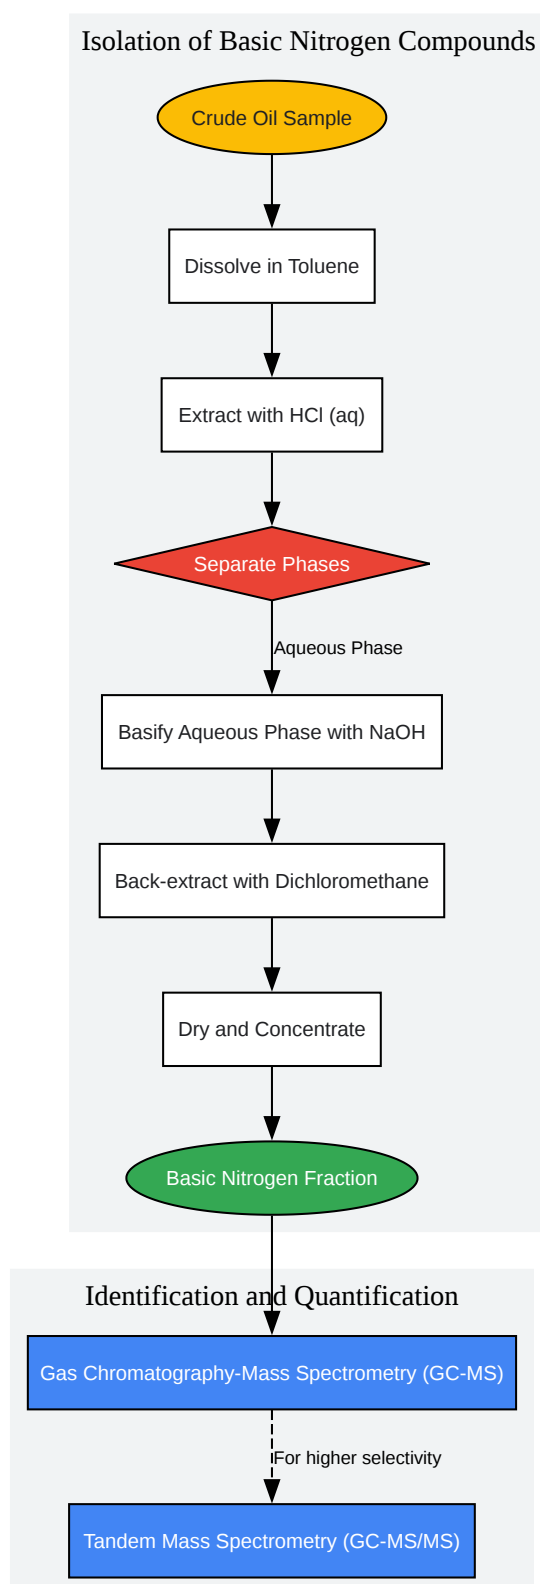 Isolation of Basic Nitrogen Compounds
Crude Oil Sample
Dissolve in Toluene
Extract with HCl (aq)
Separate Phases
Aqueous Phase
Basify Aqueous Phase with NaOH
Back-extract with Dichloromethane
Dry and Concentrate
Basic Nitrogen Fraction
Identification and Quantification
Gas Chromatography-Mass Spectrometry (GC-MS)
For higher selectivity
Tandem Mass Spectrometry (GC-MS/MS)